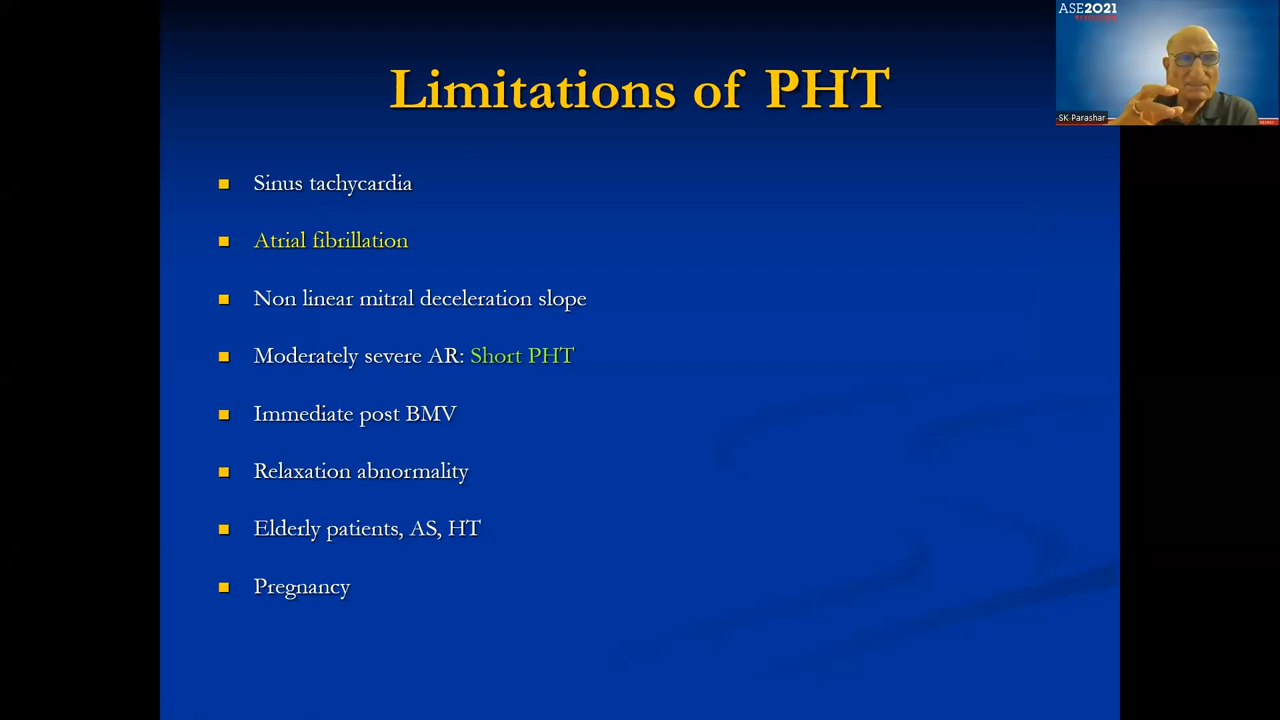 Limitations of PHT
Sinus tachycardia
Atrial fibrillation
Non linear mitral deceleration slope
Moderately severe AR: Short PHT
Immediate post BMV
Relaxation abnormality
Elderly patients, AS, HT
Pregnancy
ASE2021
SK Parashar